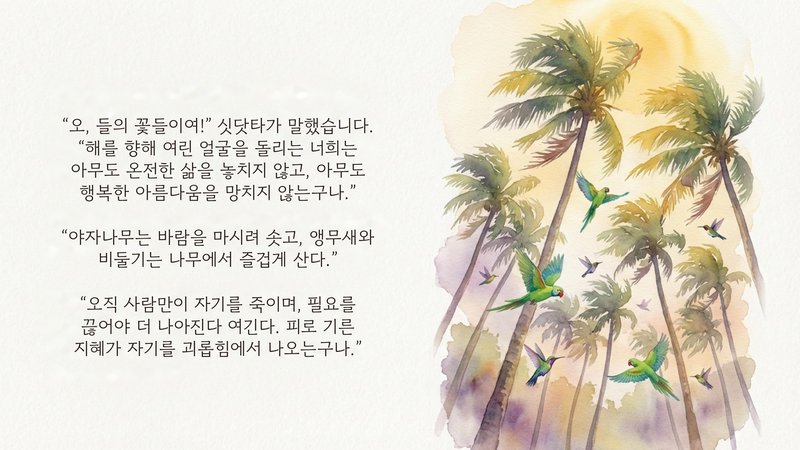 “오, 들의 꽃들이여!” 싯닷타가 말했습니다.
“해를 향해 여린 얼굴을 돌리는 너희는
아무도 온전한 삶을 놓치지 않고, 아무도
행복한 아름다움을 망치지 않는구나.”
“야자나무는 바람을 마시려 솟고, 앵무새와
비둘기는 나무에서 즐겁게 산다.”
“오직 사람만이 자기를 죽이며, 필요를
끊어야 더 나아진다 여긴다. 피로 기른
지혜가 자기를 괴롭힘에서 나오는구나.”